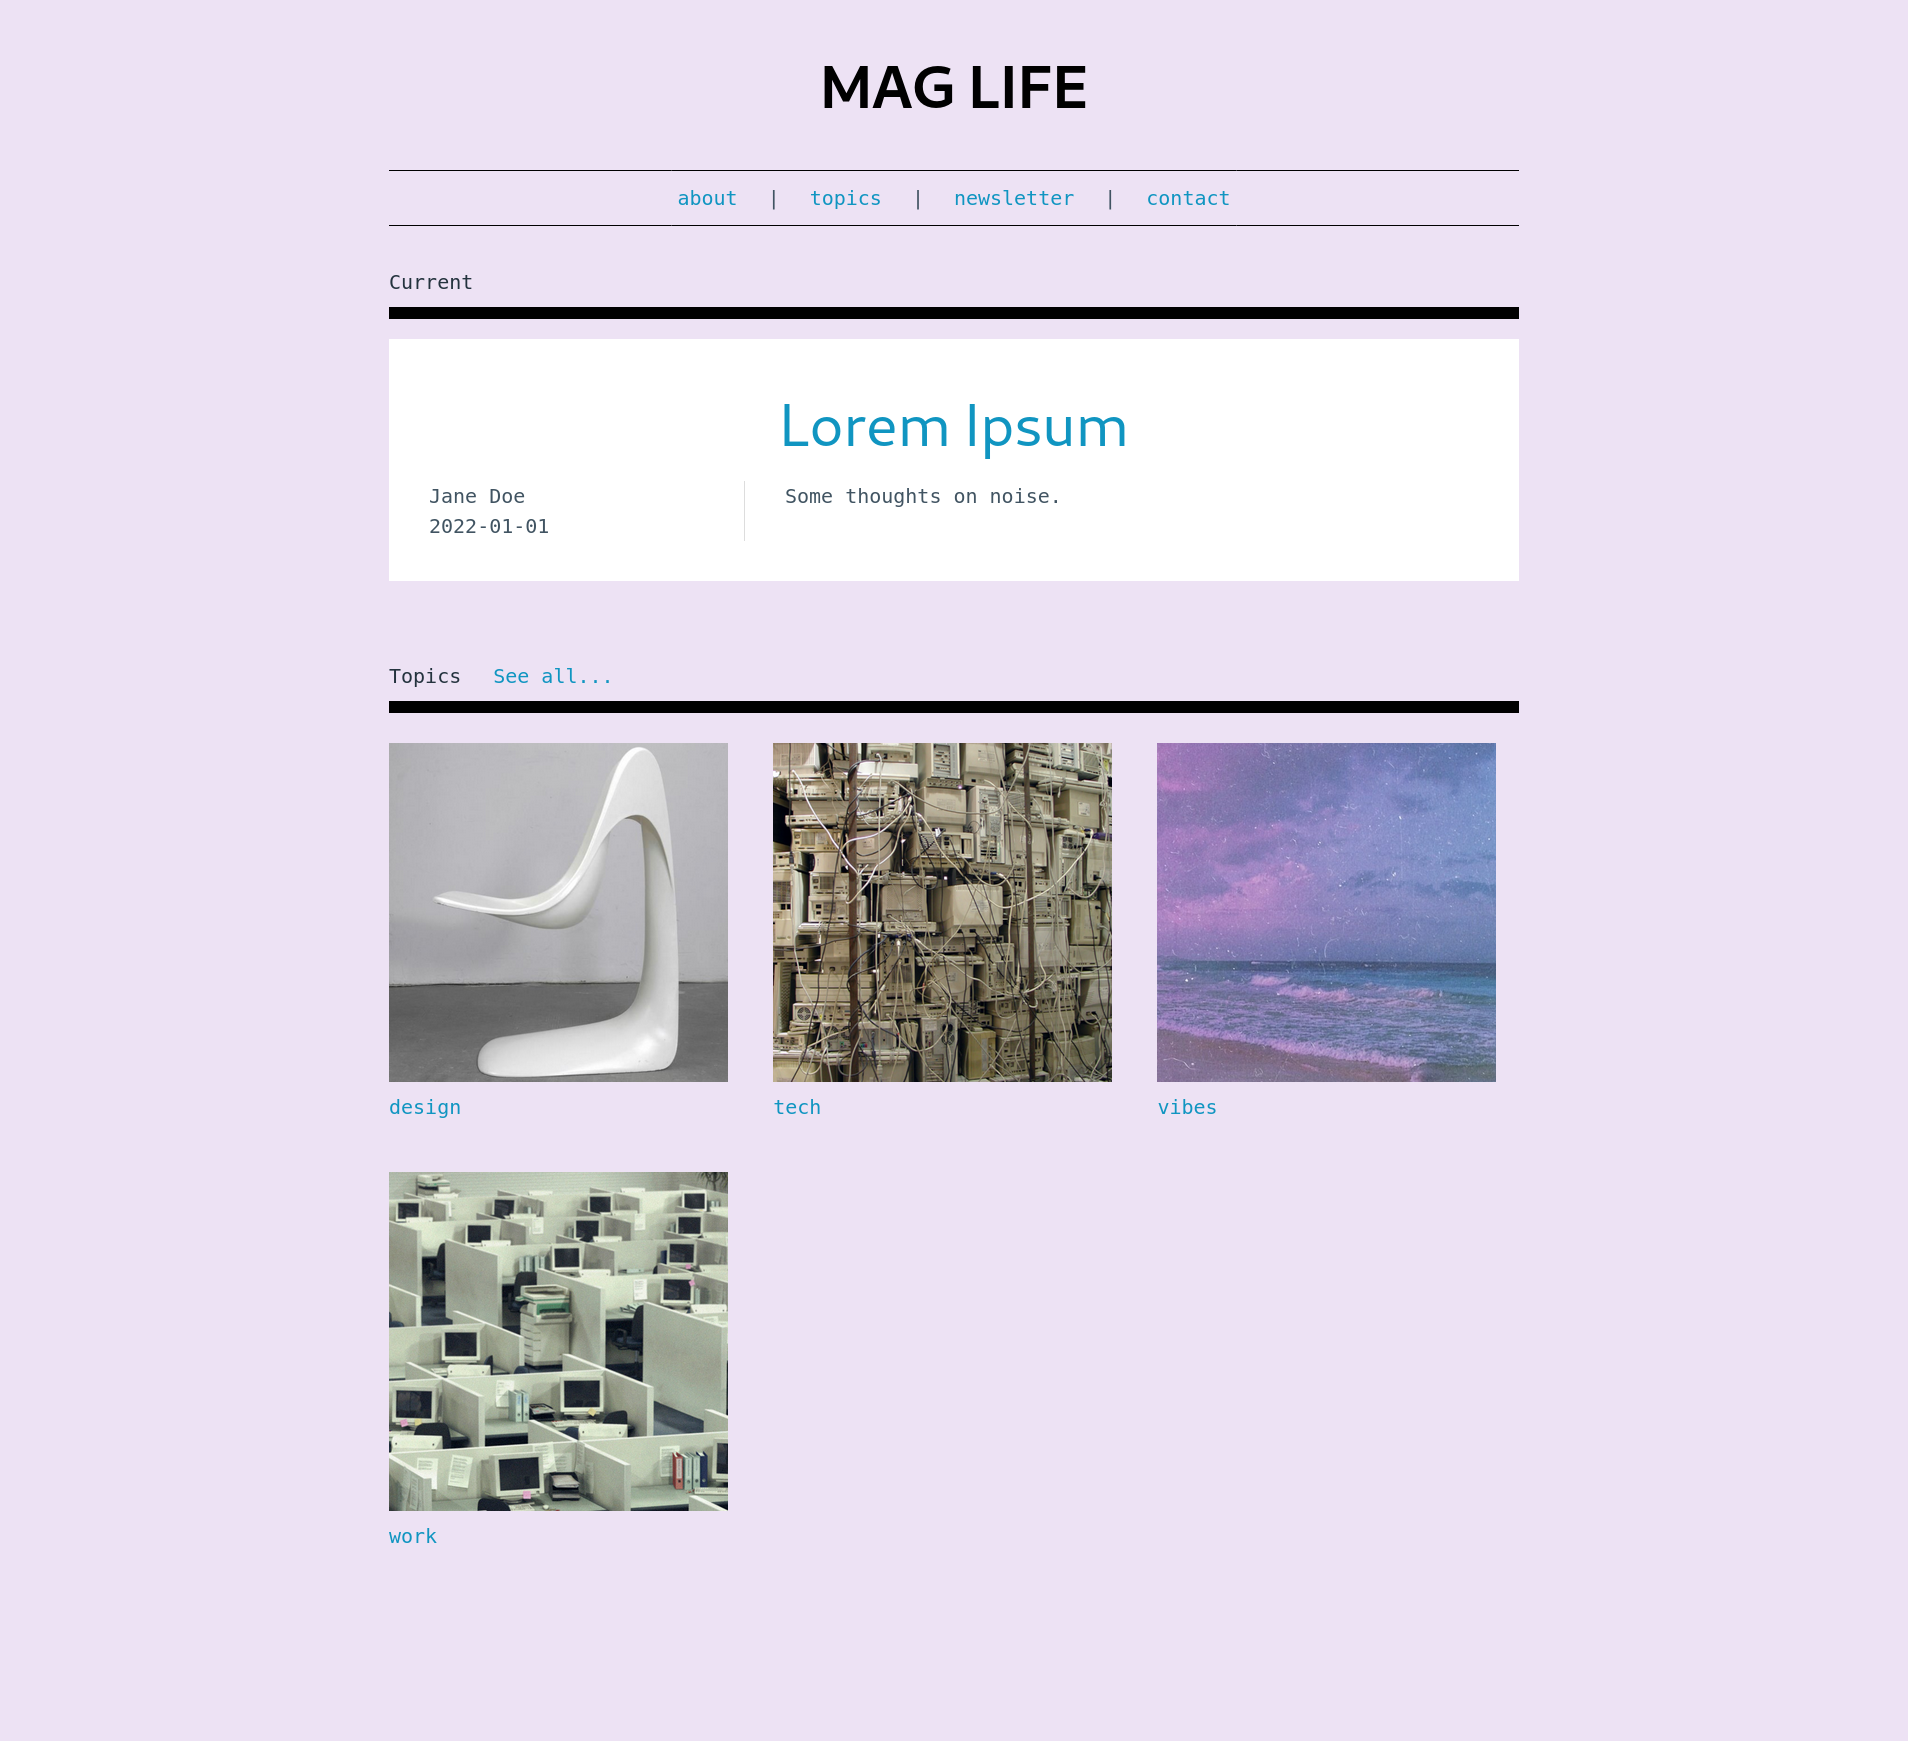 MAG LIFE
about | topics | newsletter | contact
Current
Lorem Ipsum
Jane Doe
2022-01-01
Some thoughts on noise.
Topics See all...
design
tech
vibes
work